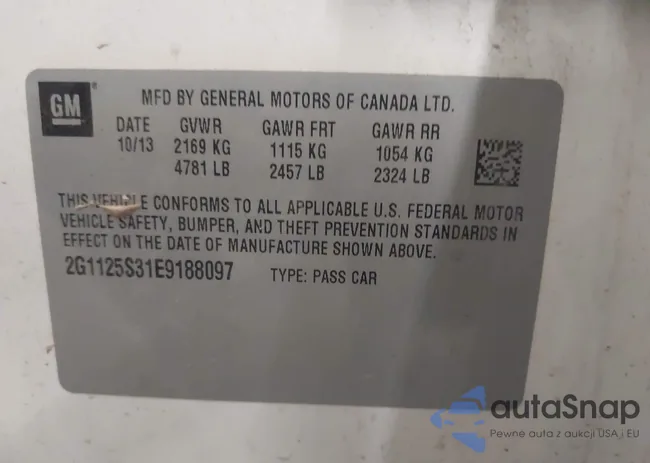 GM
MFD BY GENERAL MOTORS OF CANADA LTD.
DATE GVWR GAWR FRT GAWR RR
10/13 2169 KG 1115 KG 1054 KG
4781 LB 2457 LB 2324 LB
THIS VEHICLE CONFORMS TO ALL APPLICABLE U.S. FEDERAL MOTOR
VEHICLE SAFETY, BUMPER, AND THEFT PREVENTION STANDARDS IN
EFFECT ON THE DATE OF MANUFACTURE SHOWN ABOVE.
2G1125S31E9188097 TYPE: PASS CAR
autaSnap
Pewne auta z aukcji USA i EU